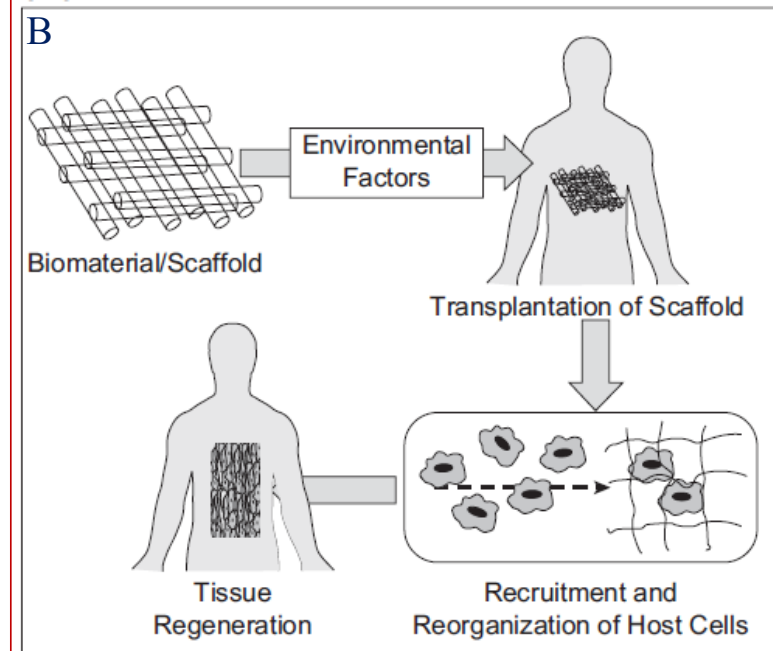 B
Environmental
Factors
Biomaterial/Scaffold
Transplantation of Scaffold
Tissue
Regeneration
Recruitment and
Reorganization of Host Cells